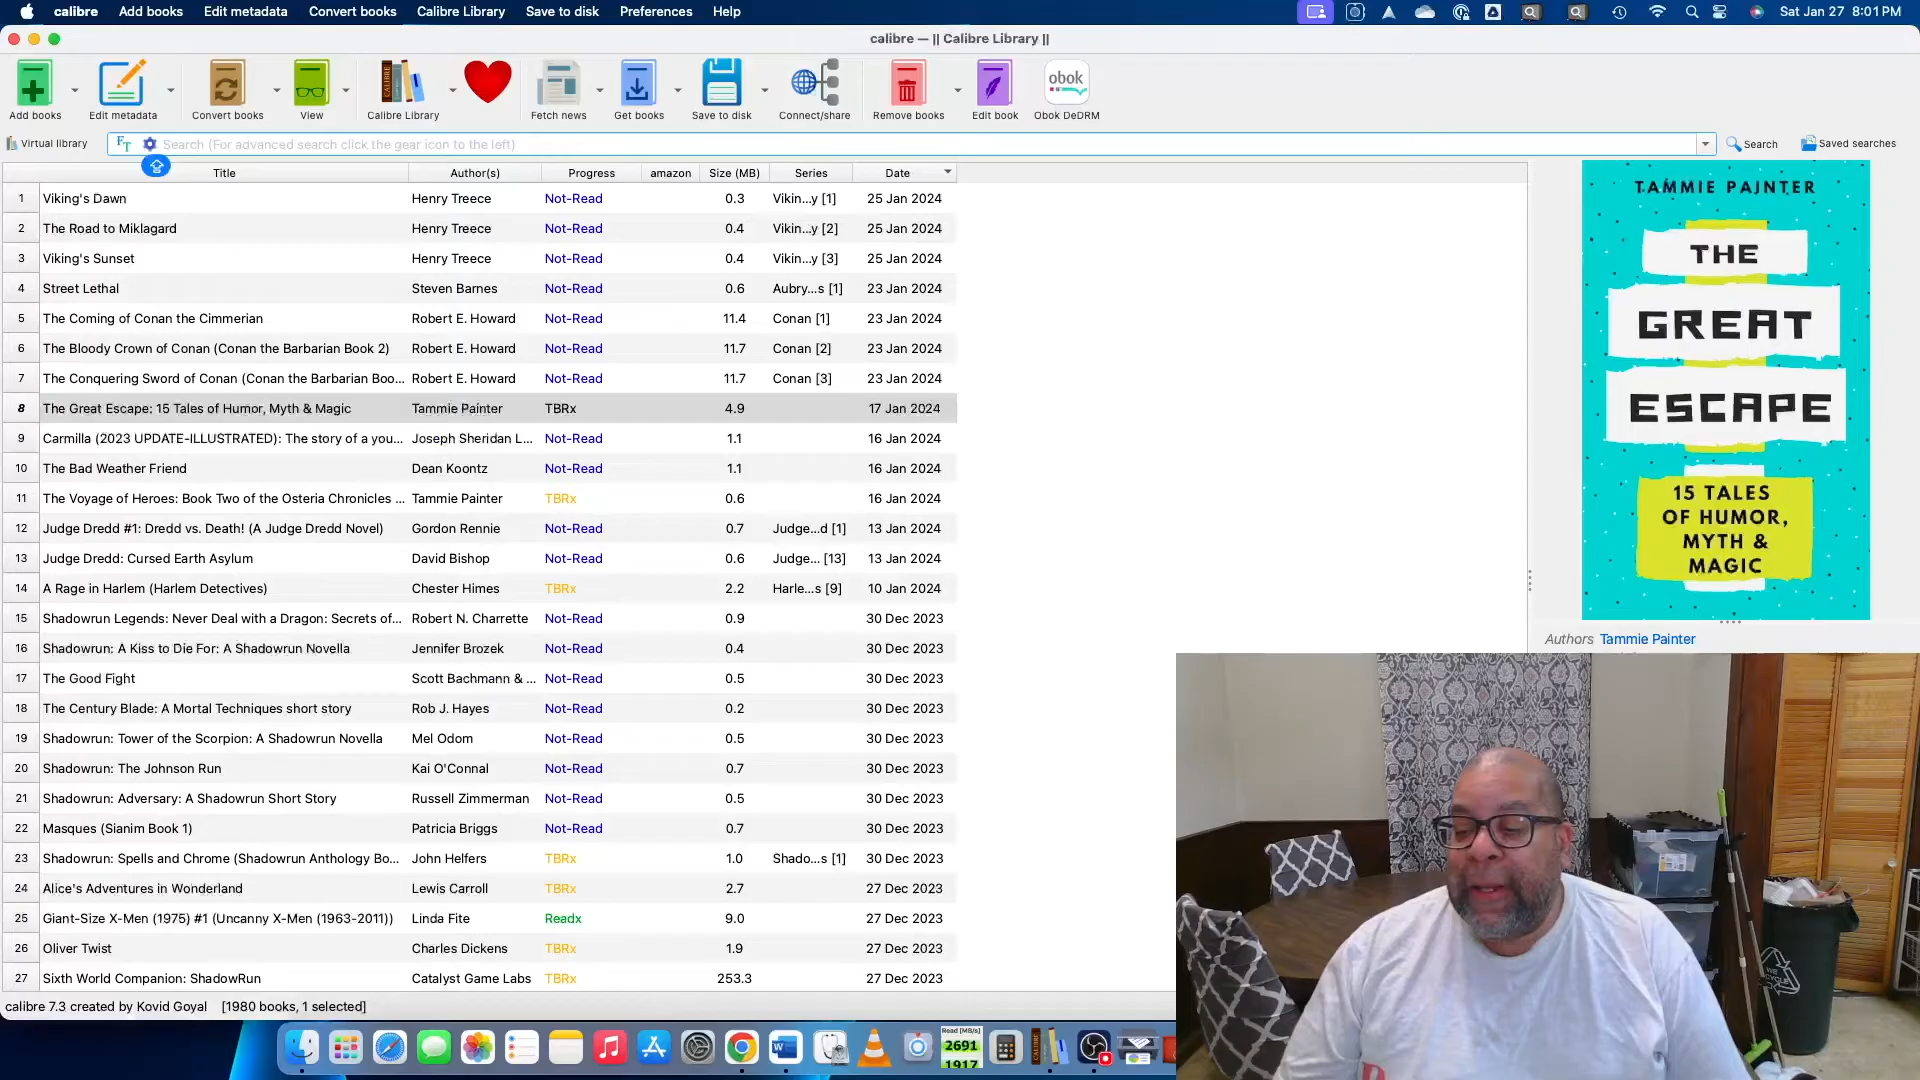 calibre Add books Edit metadata Convert books Calibre Library Save to disk Preferences Help Sat Jan 27 8:01 PM
calibre — || Calibre Library ||
Add books Edit metadata Convert books View Calibre Library Fetch news Get books Save to disk Connect/share Remove books Edit book obok Obok DeDRM
Virtual library FT Search (For advanced search click the gear icon to the left) Search Saved searches
Title Author(s) Progress amazon Size (MB) Series Date
1 Viking's Dawn Henry Treece Not-Read 0.3 Vikin...y [1] 25 Jan 2024
2 The Road to Miklagard Henry Treece Not-Read 0.4 Vikin...y [2] 25 Jan 2024
3 Viking's Sunset Henry Treece Not-Read 0.4 Vikin...y [3] 25 Jan 2024
4 Street Lethal Steven Barnes Not-Read 0.6 Aubry...s [1] 23 Jan 2024
5 The Coming of Conan the Cimmerian Robert E. Howard Not-Read 11.4 Conan [1] 23 Jan 2024
6 The Bloody Crown of Conan (Conan the Barbarian Book 2) Robert E. Howard Not-Read 11.7 Conan [2] 23 Jan 2024
7 The Conquering Sword of Conan (Conan the Barbarian Boo... Robert E. Howard Not-Read 11.7 Conan [3] 23 Jan 2024
8 The Great Escape: 15 Tales of Humor, Myth & Magic Tammie Painter TBRx 4.9 17 Jan 2024
9 Carmilla (2023 UPDATE-ILLUSTRATED): The story of a you... Joseph Sheridan L... Not-Read 1.1 16 Jan 2024
10 The Bad Weather Friend Dean Koontz Not-Read 1.1 16 Jan 2024
11 The Voyage of Heroes: Book Two of the Osteria Chronicles ... Tammie Painter TBRx 0.6 16 Jan 2024
12 Judge Dredd #1: Dredd vs. Death! (A Judge Dredd Novel) Gordon Rennie Not-Read 0.7 Judge...d [1] 13 Jan 2024
13 Judge Dredd: Cursed Earth Asylum David Bishop Not-Read 0.6 Judge... [13] 13 Jan 2024
14 A Rage in Harlem (Harlem Detectives) Chester Himes TBRx 2.2 Harle...s [9] 10 Jan 2024
15 Shadowrun Legends: Never Deal with a Dragon: Secrets of... Robert N. Charrette Not-Read 0.9 30 Dec 2023
16 Shadowrun: A Kiss to Die For: A Shadowrun Novella Jennifer Brozek Not-Read 0.4 30 Dec 2023
17 The Good Fight Scott Bachmann & ... Not-Read 0.5 30 Dec 2023
18 The Century Blade: A Mortal Techniques short story Rob J. Hayes Not-Read 0.2 30 Dec 2023
19 Shadowrun: Tower of the Scorpion: A Shadowrun Novella Mel Odom Not-Read 0.5 30 Dec 2023
20 Shadowrun: The Johnson Run Kai O'Connal Not-Read 0.7 30 Dec 2023
21 Shadowrun: Adversary: A Shadowrun Short Story Russell Zimmerman Not-Read 0.5 30 Dec 2023
22 Masques (Sianim Book 1) Patricia Briggs Not-Read 0.7 30 Dec 2023
23 Shadowrun: Spells and Chrome (Shadowrun Anthology Bo... John Helfers TBRx 1.0 Shado...s [1] 30 Dec 2023
24 Alice's Adventures in Wonderland Lewis Carroll TBRx 2.7 27 Dec 2023
25 Giant-Size X-Men (1975) #1 (Uncanny X-Men (1963-2011)) Linda Fite Readx 9.0 27 Dec 2023
26 Oliver Twist Charles Dickens TBRx 1.9 27 Dec 2023
27 Sixth World Companion: ShadowRun Catalyst Game Labs TBRx 253.3 27 Dec 2023
calibre 7.3 created by Kovid Goyal [1980 books, 1 selected]
TAMMIE PAINTER
THE
GREAT
ESCAPE
15 TALES
OF HUMOR,
MYTH &
MAGIC
Authors Tammie Painter
WE
RECYCLE
Read [MB/s]
2691
1917